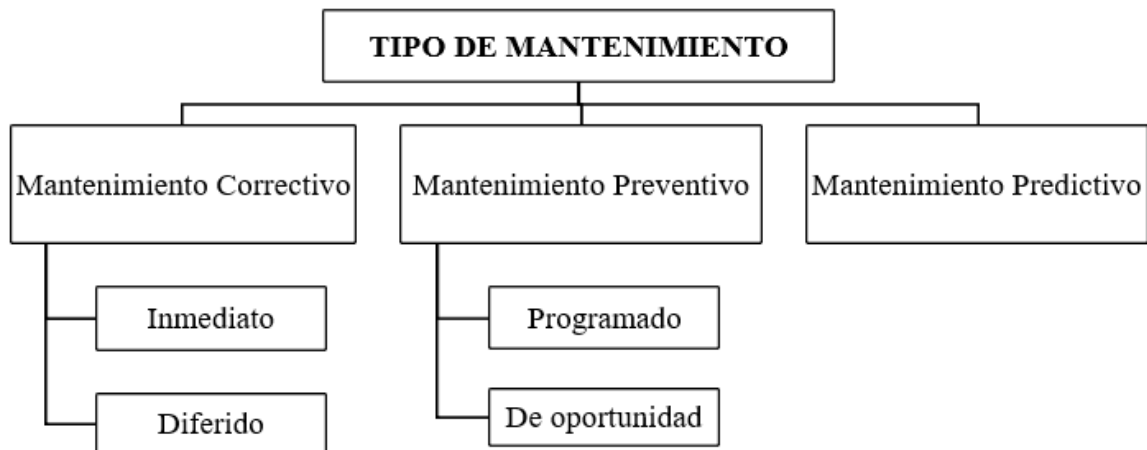 TIPO DE MANTENIMIENTO
Mantenimiento Correctivo
Mantenimiento Preventivo
Mantenimiento Predictivo
Inmediato
Programado
Diferido
De oportunidad